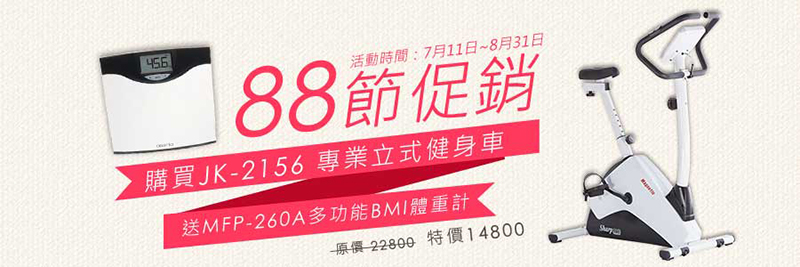 活動時間：7月11日~8月31日
88節促銷
購買JK-2156 專業立式健身車
送MFP-260A多功能BMI體重計
原價 22800 特價14800
45.6